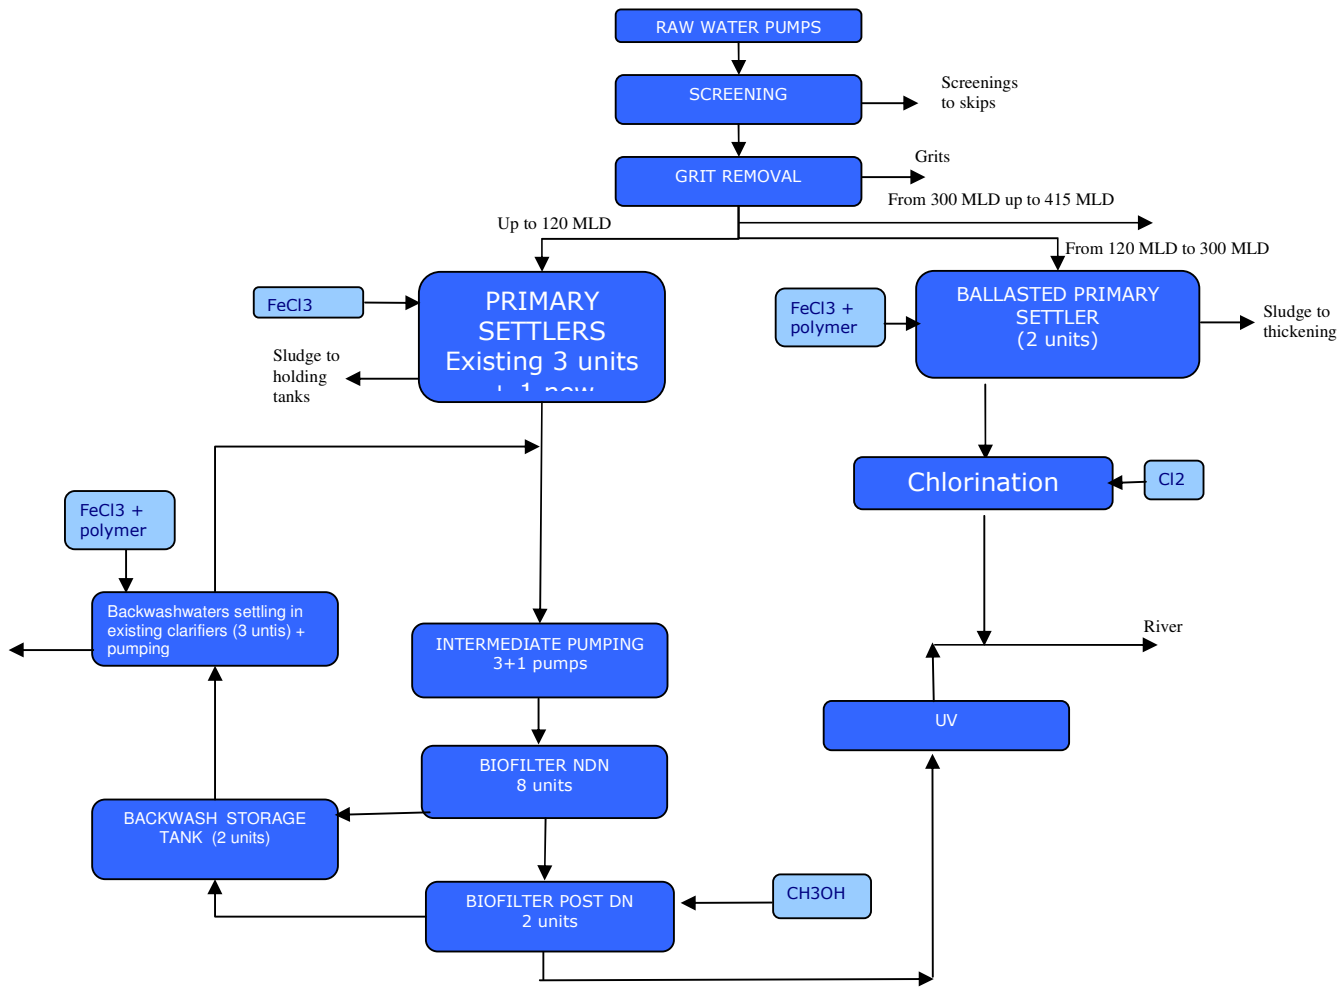 RAW WATER PUMPS
SCREENING
Screenings
to skips
GRIT REMOVAL
Grits
From 300 MLD up to 415 MLD
Up to 120 MLD
From 120 MLD to 300 MLD
FeCl3
PRIMARY
SETTLERS
Existing 3 units
+ 1 new
Sludge to
holding
tanks
FeCl3 +
polymer
BALLASTED PRIMARY
SETTLER
(2 units)
Sludge to
thickening
Chlorination
Cl2
FeCl3 +
polymer
Backwashwaters settling in
existing clarifiers (3 untis) +
pumping
INTERMEDIATE PUMPING
3+1 pumps
River
UV
BIOFILTER NDN
8 units
BACKWASH STORAGE
TANK (2 units)
BIOFILTER POST DN
2 units
CH3OH